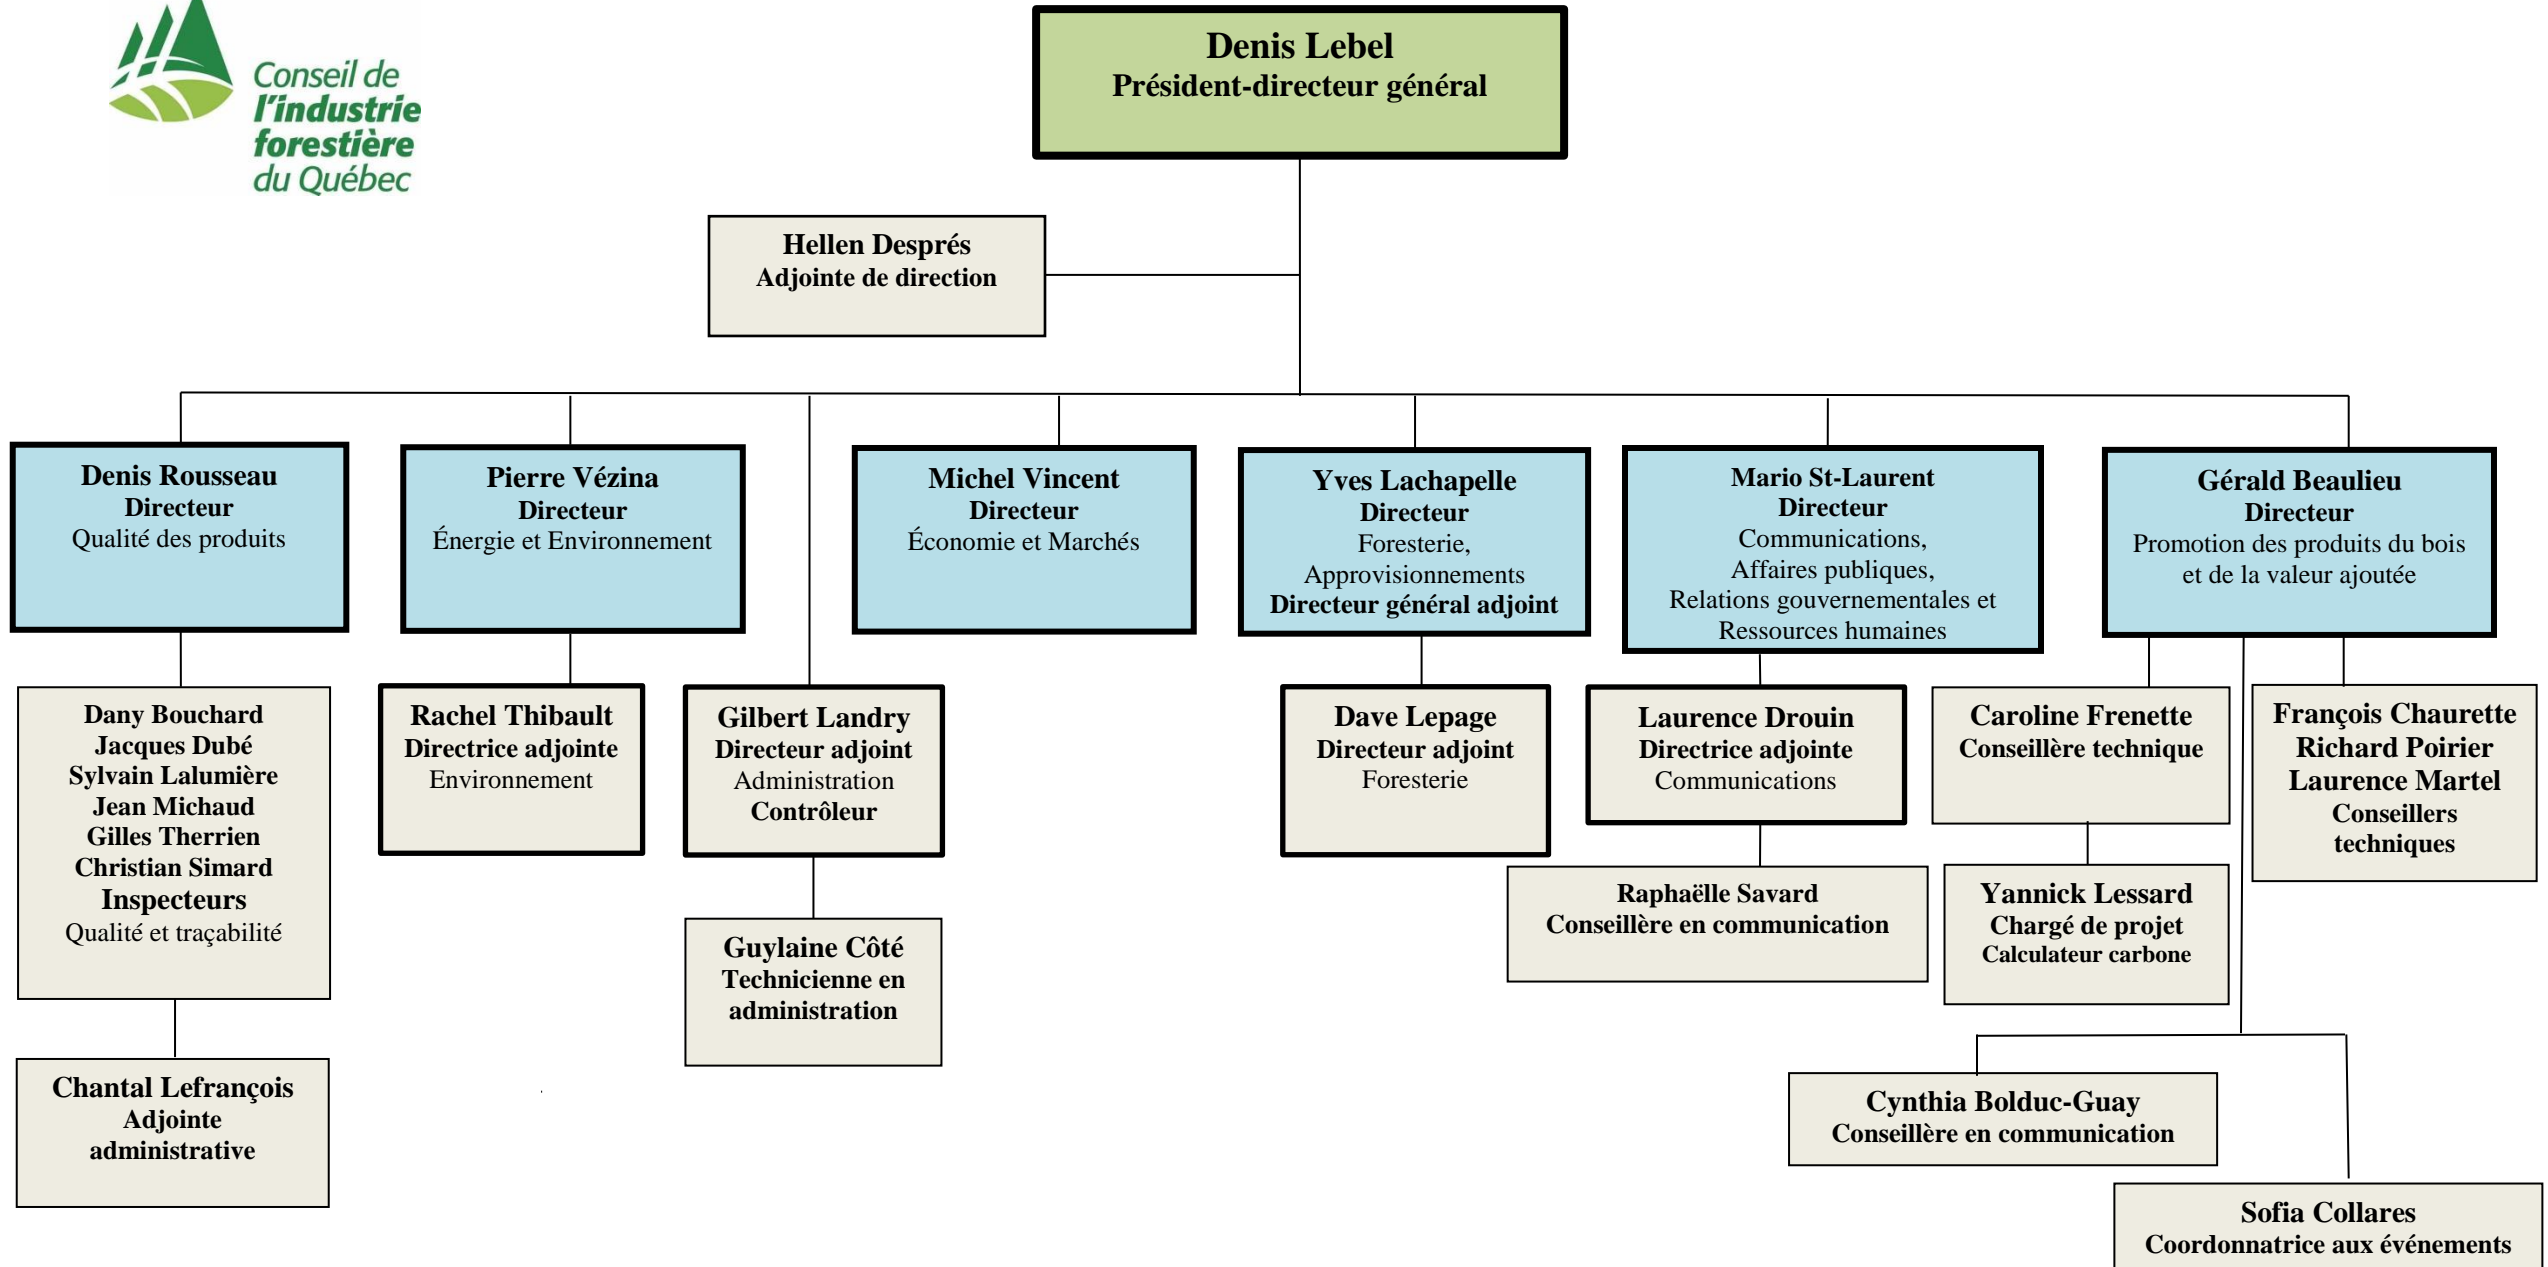 Conseil de
l'industrie
forestière
du Québec
Denis Lebel
Président-directeur général
Hellen Després
Adjointe de direction
Denis Rousseau
Directeur
Qualité des produits
Pierre Vézina
Directeur
Énergie et Environnement
Michel Vincent
Directeur
Économie et Marchés
Yves Lachapelle
Directeur
Foresterie,
Approvisionnements
Directeur général adjoint
Mario St-Laurent
Directeur
Communications,
Affaires publiques,
Relations gouvernementales et
Ressources humaines
Gérald Beaulieu
Directeur
Promotion des produits du bois
et de la valeur ajoutée
Dany Bouchard
Jacques Dubé
Sylvain Lalumière
Jean Michaud
Gilles Therrien
Christian Simard
Inspecteurs
Qualité et traçabilité
Rachel Thibault
Directrice adjointe
Environnement
Gilbert Landry
Directeur adjoint
Administration
Contrôleur
Dave Lepage
Directeur adjoint
Foresterie
Laurence Drouin
Directrice adjointe
Communications
Caroline Frenette
Conseillère technique
François Chaurette
Richard Poirier
Laurence Martel
Conseillers
techniques
Raphaëlle Savard
Conseillère en communication
Yannick Lessard
Chargé de projet
Calculateur carbone
Guylaine Côté
Technicienne en
administration
Chantal Lefrançois
Adjointe
administrative
Cynthia Bolduc-Guay
Conseillère en communication
Sofia Collares
Coordonnatrice aux événements